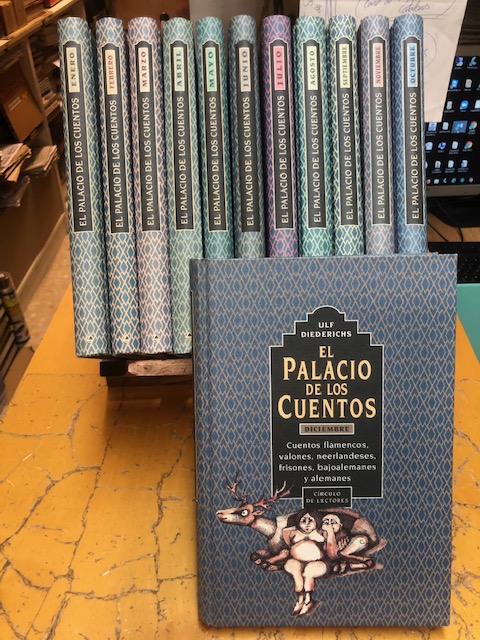 ENERO
EL PALACIO DE LOS CUENTOS
FEBRERO
EL PALACIO DE LOS CUENTOS
MARZO
EL PALACIO DE LOS CUENTOS
ABRIL
EL PALACIO DE LOS CUENTOS
MAYO
EL PALACIO DE LOS CUENTOS
JUNIO
EL PALACIO DE LOS CUENTOS
JULIO
EL PALACIO DE LOS CUENTOS
AGOSTO
EL PALACIO DE LOS CUENTOS
SEPTIEMBRE
EL PALACIO DE LOS CUENTOS
NOVIEMBRE
EL PALACIO DE LOS CUENTOS
OCTUBRE
EL PALACIO DE LOS CUENTOS
ULF
DIEDERICHS
EL
PALACIO
DE LOS
CUENTOS
DICIEMBRE
Cuentos flamencos,
valones, neerlandeses,
frisones, bajoalemanes
y alemanes
CÍRCULO
DE LECTORES